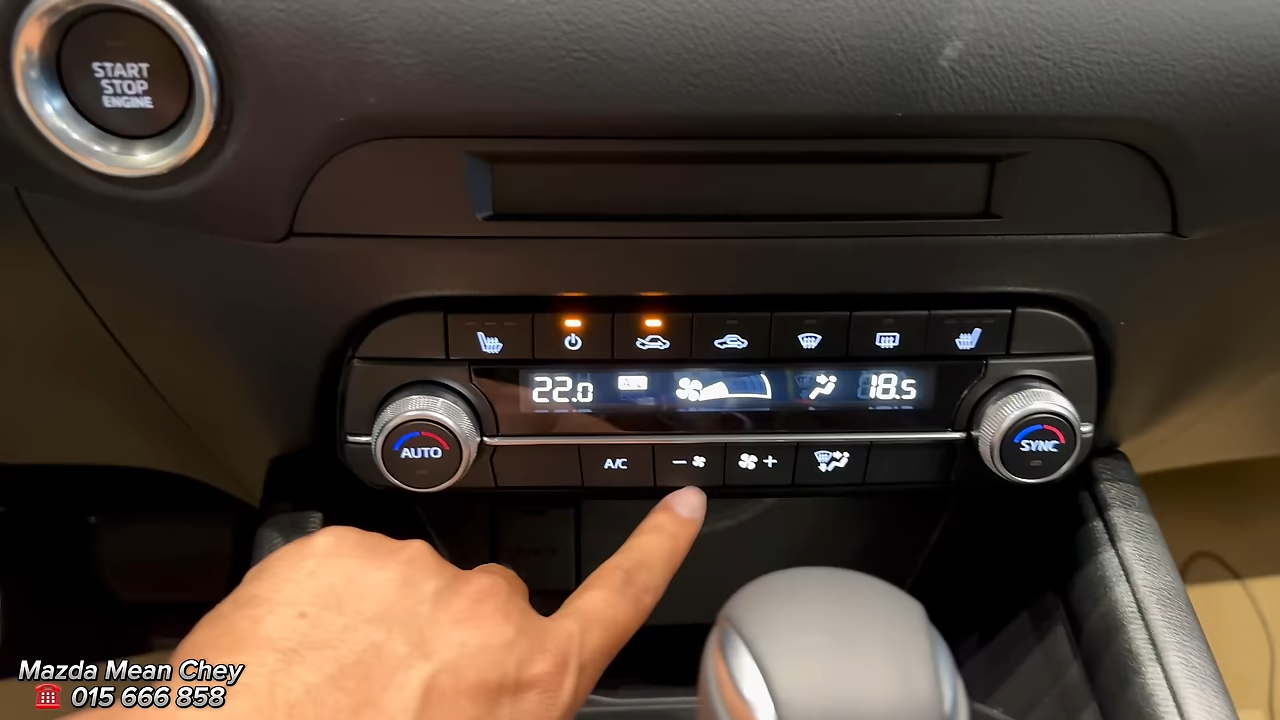 START
STOP
ENGINE
22.0
18.5
AUTO
A/C
SYNC
Mazda Mean Chey
015 666 858